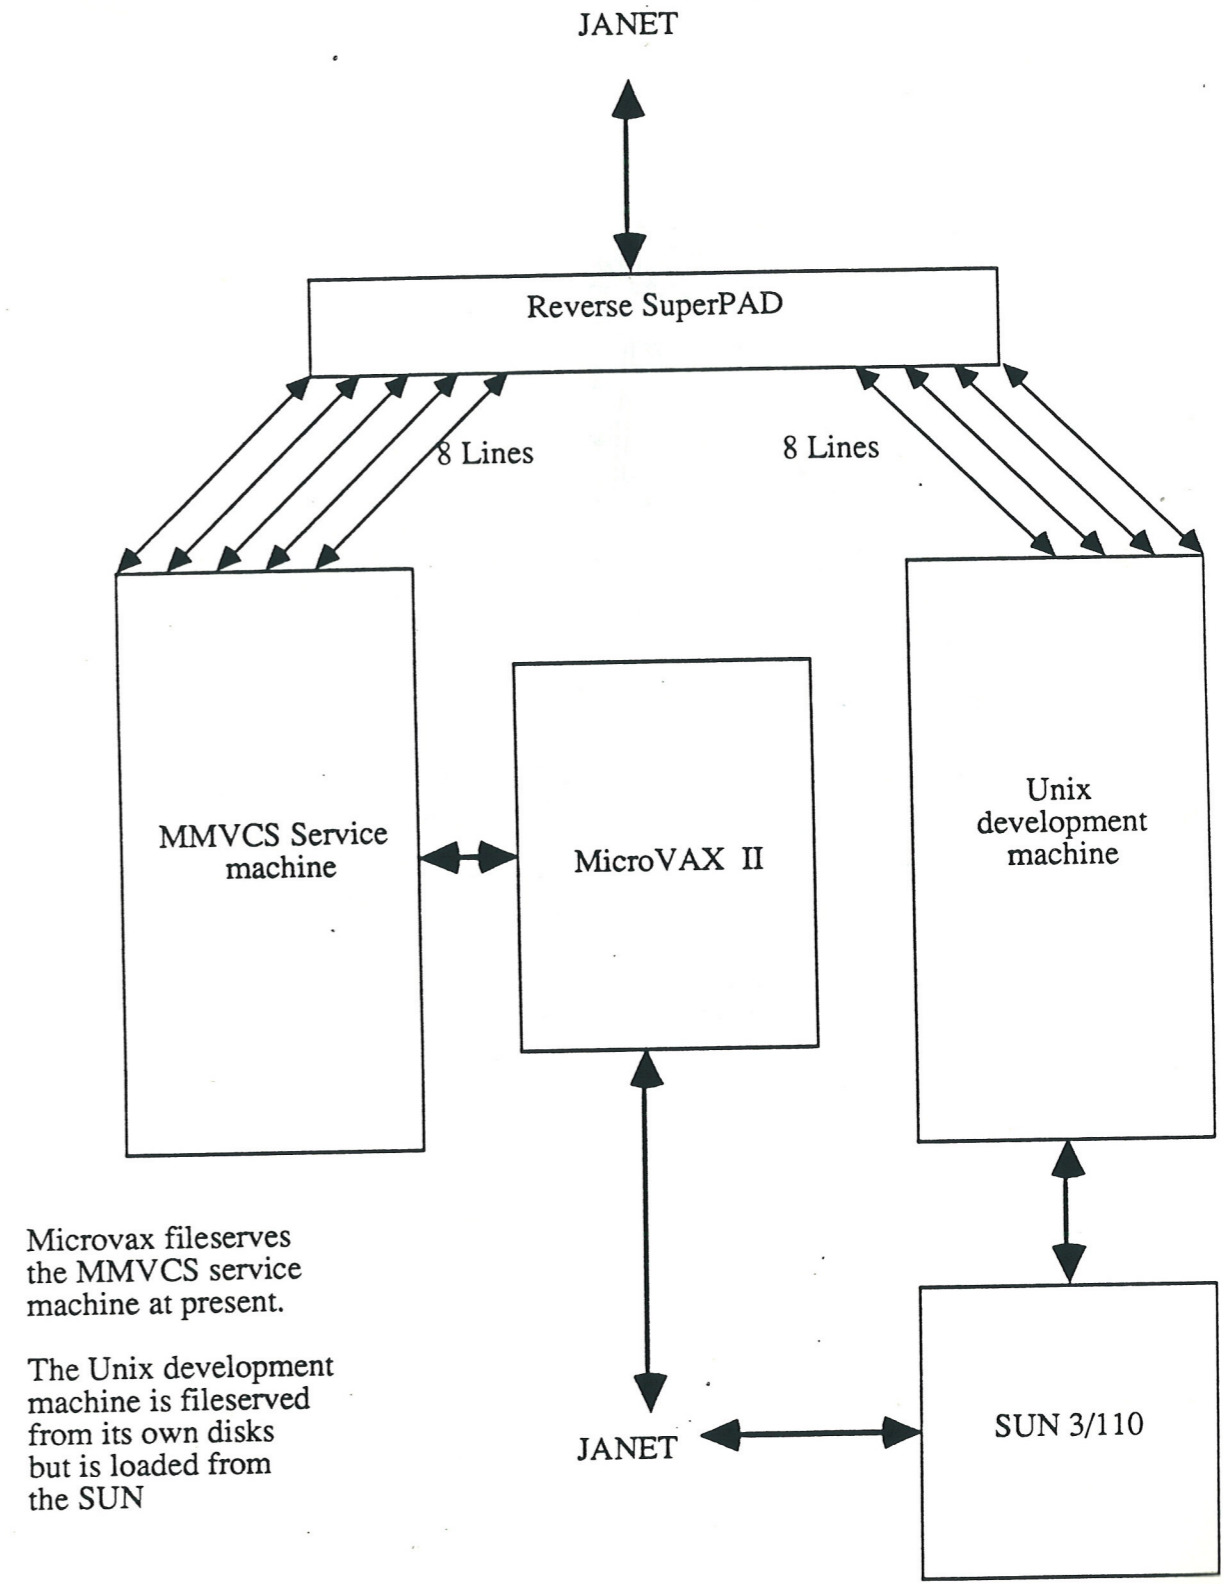 JANET
Reverse SuperPAD
8 Lines
8 Lines
MMVCS Service
machine
MicroVAX II
Unix
development
machine
Microvax fileserves
the MMVCS service
machine at present.
The Unix development
machine is fileserved
from its own disks
but is loaded from
the SUN
JANET
SUN 3/110